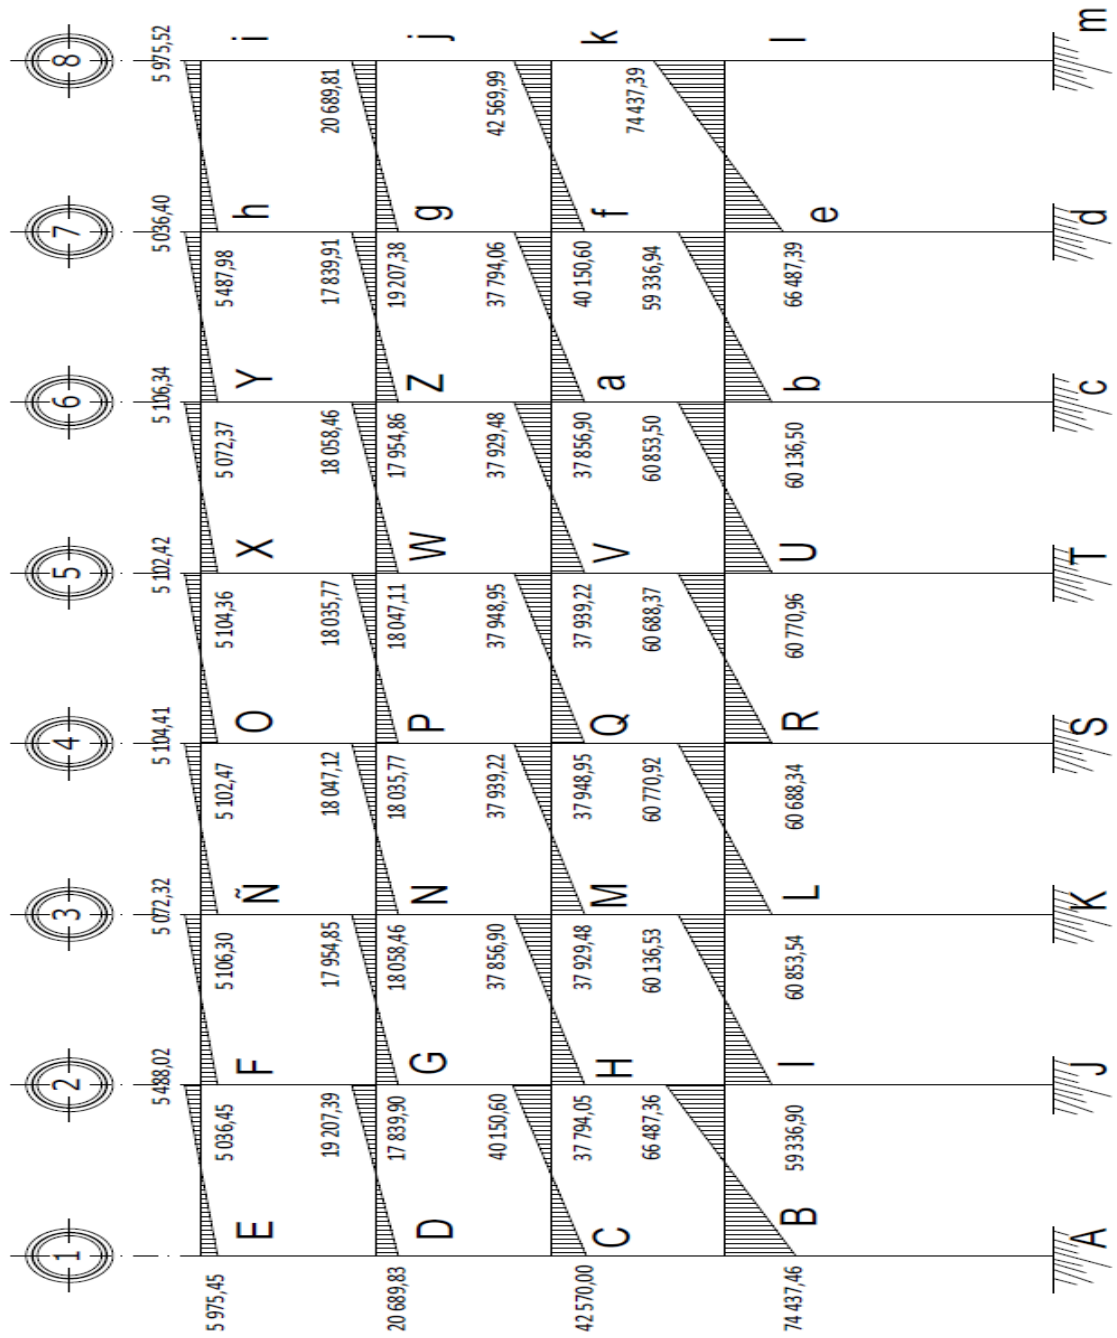 1 2 3 4 5 6 7 8
5 488,02 5 072,32 5 104,41 5 102,42 5 106,34 5 036,40 5 975,52
5 975,45 5 036,45 5 106,30 5 102,47 5 104,36 5 072,37 5 487,98
E F Ñ O X Y h i
19 207,39 17 954,85 18 047,12 18 035,77 18 058,46 17 839,91 20 689,81
20 689,83 17 839,90 18 058,46 18 035,77 18 047,11 17 954,86 19 207,38
D G N P W Z g j
40 150,60 37 856,90 37 939,22 37 948,95 37 929,48 37 794,06 42 569,99
42 570,00 37 794,05 37 929,48 37 948,95 37 939,22 37 856,90 40 150,60
C H M Q V a f k
66 487,36 60 136,53 60 770,92 60 688,37 60 853,50 59 336,94 74 437,39
74 437,46 59 336,90 60 853,54 60 688,34 60 770,96 60 136,50 66 487,39
B I L R U b e l
A J K S T c d m